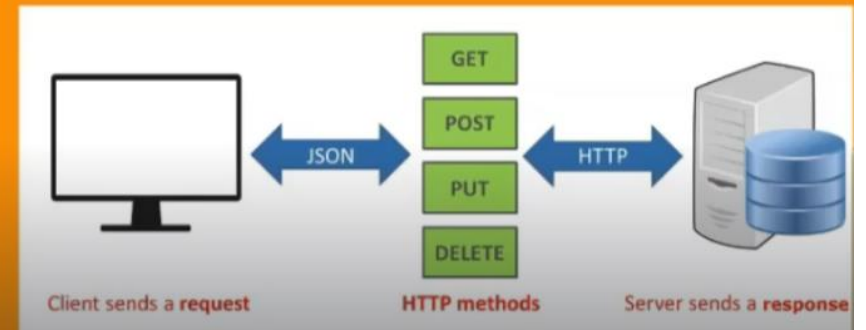 GET
POST
JSON
HTTP
PUT
DELETE
Client sends a request
HTTP methods
Server sends a response